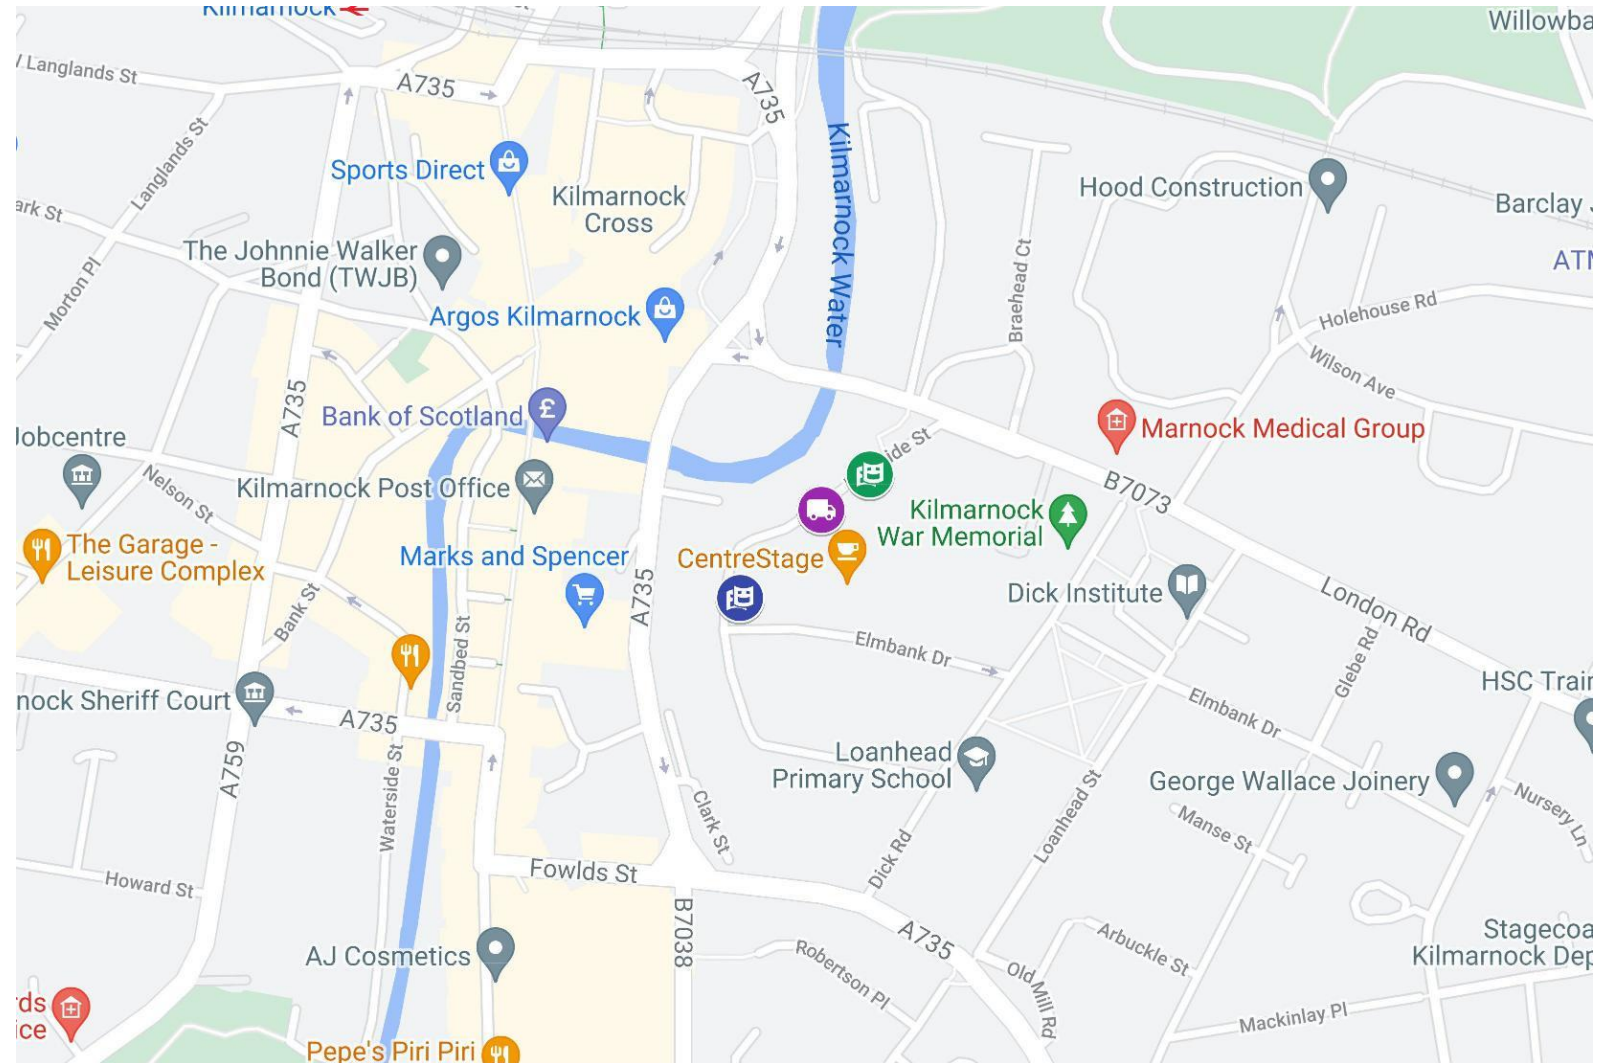 Kilmarnock
Willowba
Langlands St
A735
A735
Langlands St
Sports Direct
Kilmarnock
Cross
Kilmarnock Water
Hood Construction
Barclay
ark St
The Johnnie Walker
Bond (TWJB)
Morton Pl
ATM
Braehead Ct
Holehouse Rd
Argos Kilmarnock
Wilson Ave
A735
Bank of Scotland
Marnock Medical Group
Jobcentre
ide St
Nelson St
Kilmarnock Post Office
B7073
Kilmarnock
War Memorial
The Garage -
Leisure Complex
Marks and Spencer
CentreStage
A735
Dick Institute
London Rd
Bank St
Sandbed St
Elmbank Dr
Glebe Rd
nock Sheriff Court
A735
HSC Trai
Elmbank Dr
A759
Waterside St
Loanhead
Primary School
George Wallace Joinery
Clark St
Loanhead St
Manse St
Nursery Ln
Howard St
Fowlds St
Dick Rd
B7038
A735
AJ Cosmetics
Robertson Pl
Old Mill Rd
Arbuckle St
Stagecoa
Kilmarnock Dep
rds
ice
Mackinlay Pl
Pepe's Piri Piri